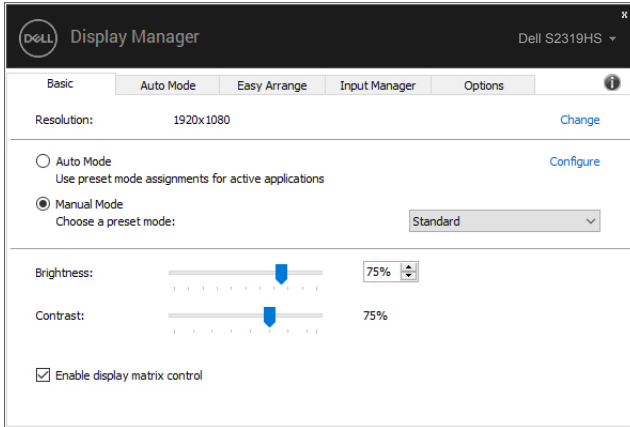 x
DELL Display Manager Dell S2319HS
Basic Auto Mode Easy Arrange Input Manager Options i
Resolution: 1920x1080 Change
Auto Mode Configure
Use preset mode assignments for active applications
Manual Mode
Choose a preset mode: Standard
Brightness: 75%
Contrast: 75%
Enable display matrix control